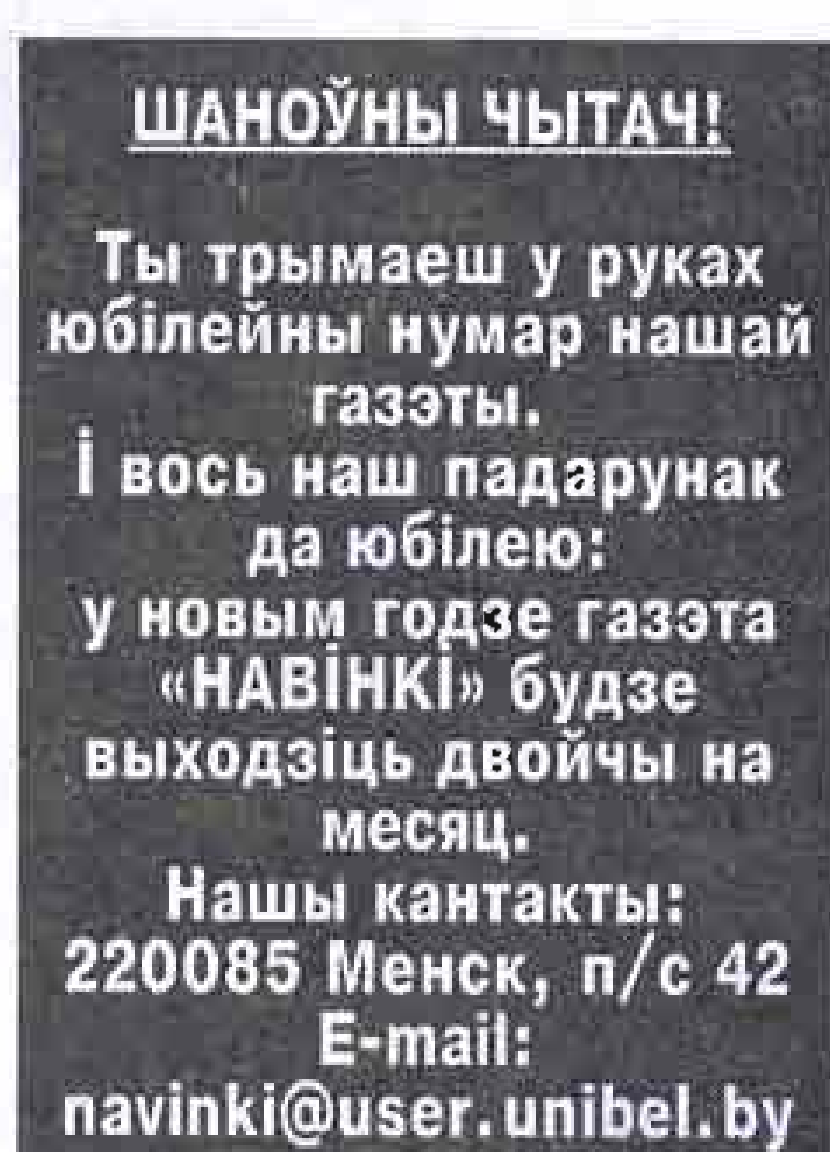 ШАНОЎНЫ ЧЫТАЧ!
Ты трымаеш у руках
юбілейны нумар нашай
газэты.
І вось наш падарунак
да юбілею:
у новым годзе газэта
«НАВІНКІ» будзе
выходзіць двойчы на
месяц.
Нашы кантакты:
220085 Менск, п/с 42
E-mail:
navinki@user.unibel.by